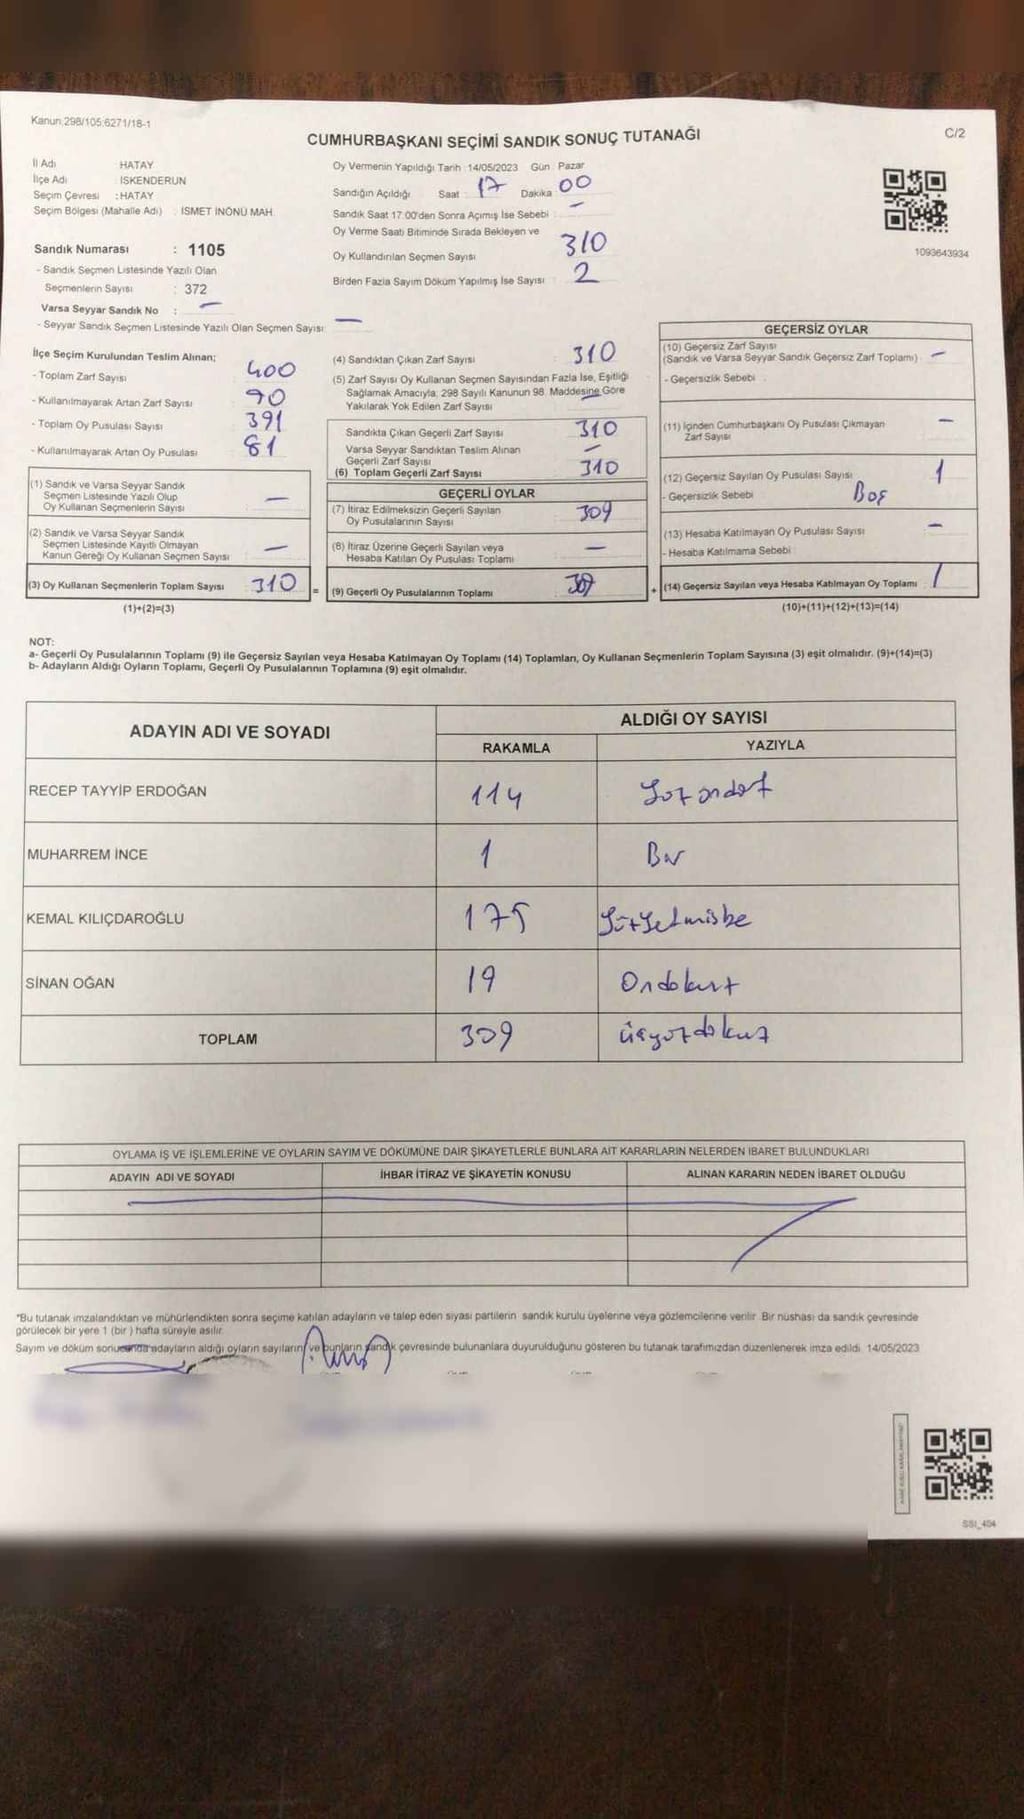 Kanun:298/105:6271/18-1
CUMHURBAŞKANI SEÇİMİ SANDIK SONUÇ TUTANAĞI
C/2
İl Adı HATAY
İlçe Adı : İSKENDERUN
Seçim Çevresi : HATAY
Seçim Bölgesi (Mahalle Adı) : İSMET İNÖNÜ MAH.
Oy Vermenin Yapıldığı Tarih :14/05/2023 Gün : Pazar
Sandığın Açıldığı Saat : 17 Dakika : 00
Sandık Saat 17:00'den Sonra Açımış İse Sebebi : -
Oy Verme Saati Bitiminde Sırada Bekleyen ve
Oy Kullandırılan Seçmen Sayısı : 310
Birden Fazla Sayım Döküm Yapılmış İse Sayısı : 2
1093643934
Sandık Numarası : 1105
- Sandık Seçmen Listesinde Yazılı Olan
Seçmenlerin Sayısı : 372
Varsa Seyyar Sandık No : -
- Seyyar Sandık Seçmen Listesinde Yazılı Olan Seçmen Sayısı: -
İlçe Seçim Kurulundan Teslim Alınan;
- Toplam Zarf Sayısı : 400
- Kullanılmayarak Artan Zarf Sayısı : 90
- Toplam Oy Pusulası Sayısı : 391
- Kullanılmayarak Artan Oy Pusulası : 81
(1) Sandık ve Varsa Seyyar Sandık
Seçmen Listesinde Yazılı Olup
Oy Kullanan Seçmenlerin Sayısı : -
(2) Sandık ve Varsa Seyyar Sandık
Seçmen Listesinde Kayıtlı Olmayan
Kanun Gereği Oy Kullanan Seçmen Sayısı : -
(3) Oy Kullanan Seçmenlerin Toplam Sayısı : 310
(1)+(2)=(3)
=
(4) Sandıktan Çıkan Zarf Sayısı : 310
(5) Zarf Sayısı Oy Kullanan Seçmen Sayısından Fazla İse, Eşitliği
Sağlamak Amacıyla; 298 Sayılı Kanunun 98. Maddesine Göre
Yakılarak Yok Edilen Zarf Sayısı : -
Sandıkta Çıkan Geçerli Zarf Sayısı : 310
Varsa Seyyar Sandıktan Teslim Alınan
Geçerli Zarf Sayısı : -
(6) Toplam Geçerli Zarf Sayısı : 310
GEÇERLİ OYLAR
(7) İtiraz Edilmeksizin Geçerli Sayılan
Oy Pusulalarının Sayısı : 309
(8) İtiraz Üzerine Geçerli Sayılan veya
Hesaba Katılan Oy Pusulası Toplamı : -
(9) Geçerli Oy Pusulalarının Toplamı : 309
+
GEÇERSİZ OYLAR
(10) Geçersiz Zarf Sayısı
(Sandık ve Varsa Seyyar Sandık Geçersiz Zarf Toplamı) : -
- Geçersizlik Sebebi :
(11) İçinden Cumhurbaşkanı Oy Pusulası Çıkmayan
Zarf Sayısı : -
(12) Geçersiz Sayılan Oy Pusulası Sayısı : 1
- Geçersizlik Sebebi : Boş
(13) Hesaba Katılmayan Oy Pusulası Sayısı : -
- Hesaba Katılmama Sebebi :
(14) Geçersiz Sayılan veya Hesaba Katılmayan Oy Toplamı : 1
(10)+(11)+(12)+(13)=(14)
NOT:
a- Geçerli Oy Pusulalarının Toplamı (9) ile Geçersiz Sayılan veya Hesaba Katılmayan Oy Toplamı (14) Toplamları, Oy Kullanan Seçmenlerin Toplam Sayısına (3) eşit olmalıdır. (9)+(14)=(3)
b- Adayların Aldığı Oyların Toplamı, Geçerli Oy Pusulalarının Toplamına (9) eşit olmalıdır.
ADAYIN ADI VE SOYADI ALDIĞI OY SAYISI
RAKAMLA YAZIYLA
RECEP TAYYİP ERDOĞAN 114 Yüz ondört
MUHARREM İNCE 1 Bir
KEMAL KILIÇDAROĞLU 175 Yüzyetmişbe
SİNAN OĞAN 19 Ondokuz
TOPLAM 309 üçyüzdokuz
OYLAMA İŞ VE İŞLEMLERİNE VE OYLARIN SAYIM VE DÖKÜMÜNE DAİR ŞİKAYETLERLE BUNLARA AİT KARARLARIN NELERDEN İBARET BULUNDUKLARI
ADAYIN ADI VE SOYADI İHBAR İTİRAZ VE ŞİKAYETİN KONUSU ALINAN KARARIN NEDEN İBARET OLDUĞU
*Bu tutanak imzalandıktan ve mühürlendikten sonra seçime katılan adayların ve talep eden siyasi partilerin sandık kurulu üyelerine veya gözlemcilerine verilir. Bir nüshası da sandık çevresinde
görülecek bir yere 1 (bir ) hafta süreyle asılır.
Sayım ve döküm sonucunda adayların aldığı oyların sayıların ve bunların sandık çevresinde bulunanlara duyurulduğunu gösteren bu tutanak tarafımızdan düzenlenerek imza edildi. 14/05/2023
SSI_404